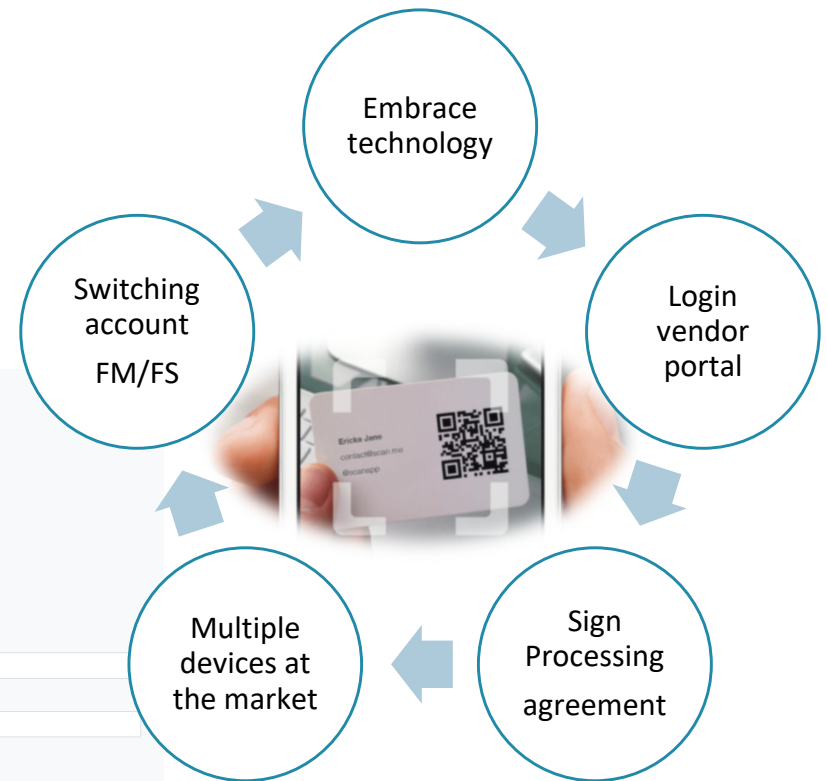 Embrace
technology
Login
vendor
portal
Sign
Processing
agreement
Multiple
devices at
the market
Switching
account
FM/FS
Ericka Jane
contact@scan.me
@scanapp